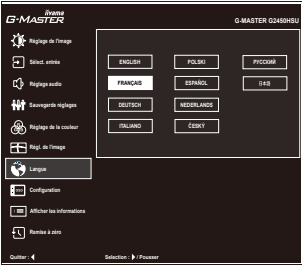 iiyama
G-MASTER
G-MASTER G2450HSU
Réglage de l'image
Sélect. entrée
Réglage audio
Sauvegarde réglages
Réglage de la couleur
Régl. de l'image
Langue
OSD
Configuration
Afficher les informations
Remise à zéro
ENGLISH
POLSKI
РУССКИЙ
FRANÇAIS
ESPAÑOL
日本語
DEUTSCH
NEDERLANDS
ITALIANO
ČESKÝ
Quitter :
Selection : / Pousser